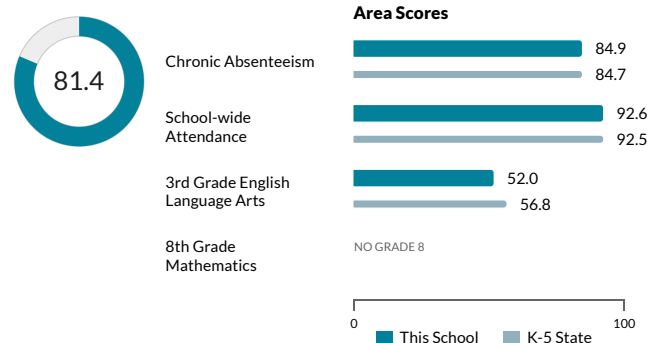 Area Scores
81.4
Chronic Absenteeism
84.9
84.7
School-wide
Attendance
92.6
92.5
3rd Grade English
Language Arts
52.0
56.8
8th Grade
Mathematics
NO GRADE 8
0
100
This School
K-5 State